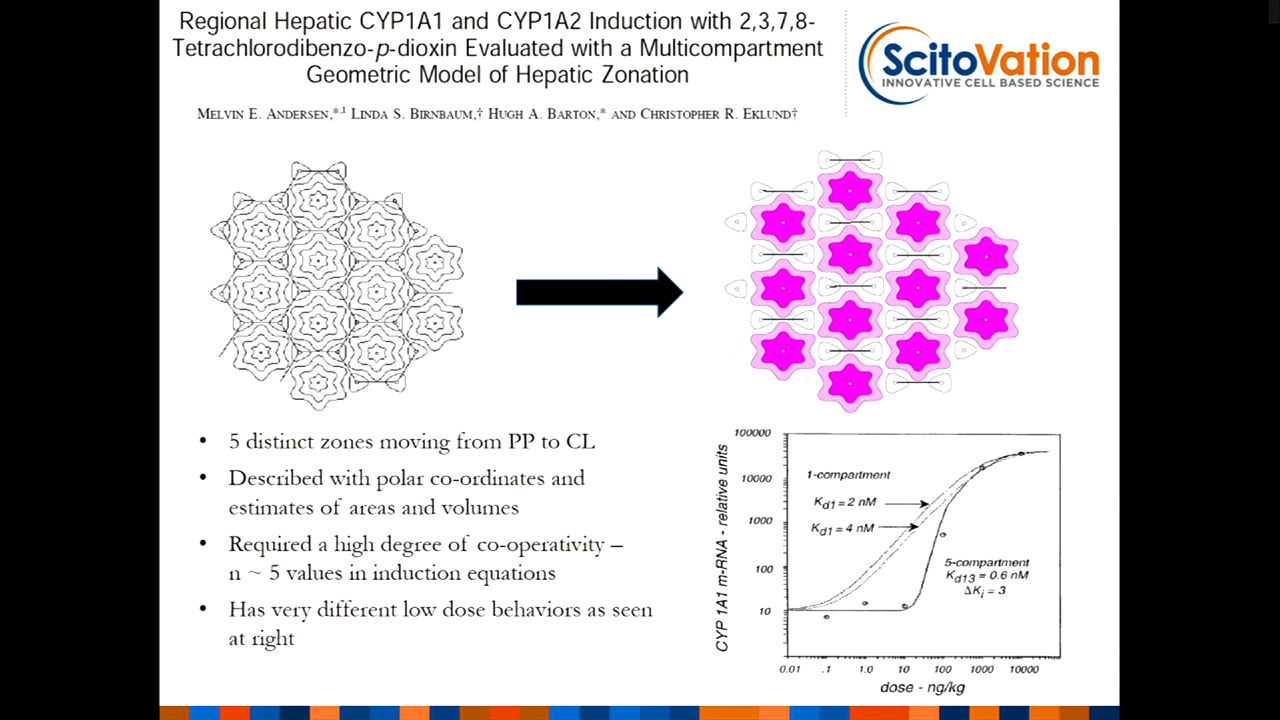 Regional Hepatic CYP1A1 and CYP1A2 Induction with 2,3,7,8-
Tetrachlorodibenzo-p-dioxin Evaluated with a Multicompartment
Geometric Model of Hepatic Zonation
MELVIN E. ANDERSEN,*,1 LINDA S. BIRNBAUM,† HUGH A. BARTON,* AND CHRISTOPHER R. EKLUND†
ScitoVation
INNOVATIVE CELL BASED SCIENCE
• 5 distinct zones moving from PP to CL
• Described with polar co-ordinates and
estimates of areas and volumes
• Required a high degree of co-operativity –
n ~ 5 values in induction equations
• Has very different low dose behaviors as seen
at right
CYP 1A1 m-RNA - relative units
100000
10000
1000
100
10
1-compartment
Kd1 = 2 nM
Kd1 = 4 nM
5-compartment
Kd13 = 0.6 nM
ΔKi = 3
0.01 .1 1.0 10 100 1000 10000
dose - ng/kg